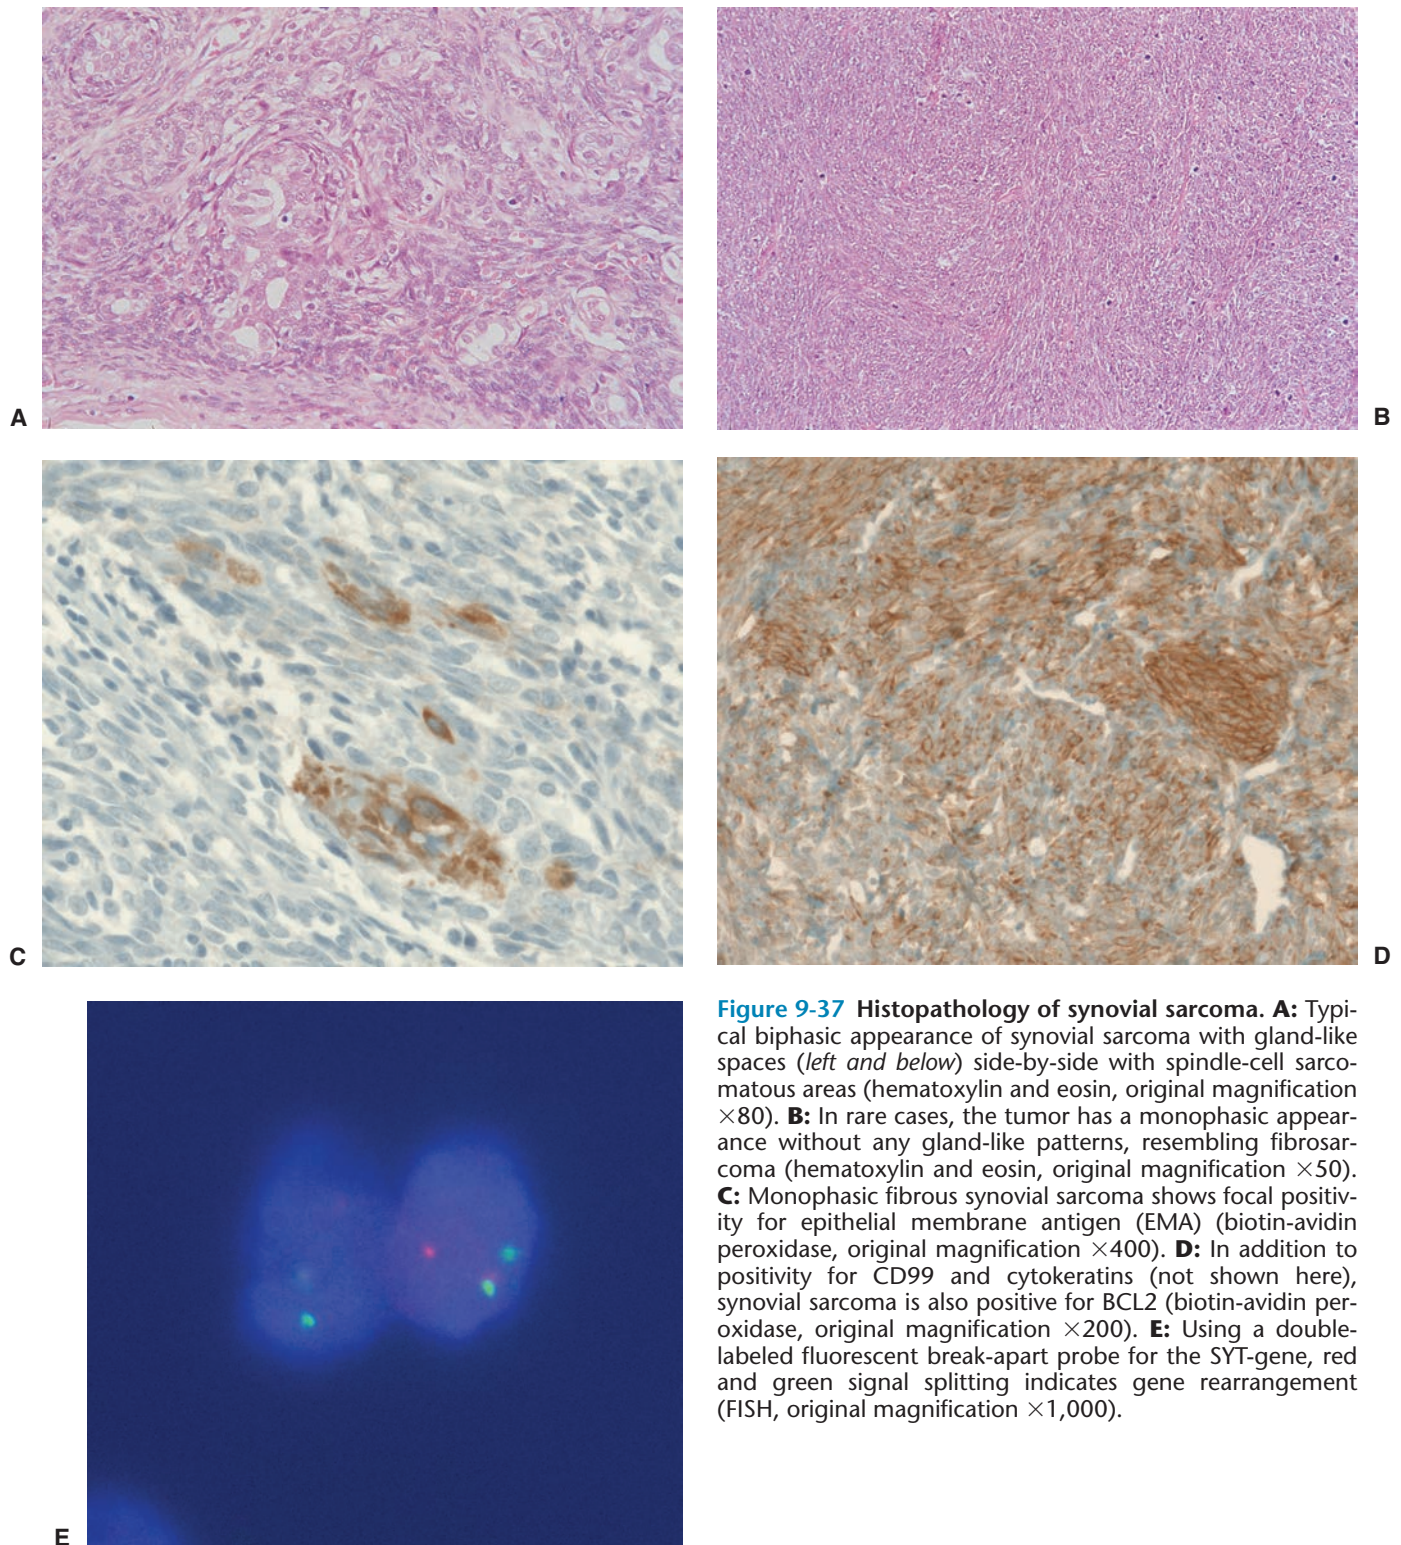 A
B
C
D
E
Figure 9-37 Histopathology of synovial sarcoma. A: Typi-
cal biphasic appearance of synovial sarcoma with gland-like
spaces (left and below) side-by-side with spindle-cell sarco-
matous areas (hematoxylin and eosin, original magnification
×80). B: In rare cases, the tumor has a monophasic appear-
ance without any gland-like patterns, resembling fibrosar-
coma (hematoxylin and eosin, original magnification ×50).
C: Monophasic fibrous synovial sarcoma shows focal positiv-
ity for epithelial membrane antigen (EMA) (biotin-avidin
peroxidase, original magnification ×400). D: In addition to
positivity for CD99 and cytokeratins (not shown here),
synovial sarcoma is also positive for BCL2 (biotin-avidin per-
oxidase, original magnification ×200). E: Using a double-
labeled fluorescent break-apart probe for the SYT-gene, red
and green signal splitting indicates gene rearrangement
(FISH, original magnification ×1,000).